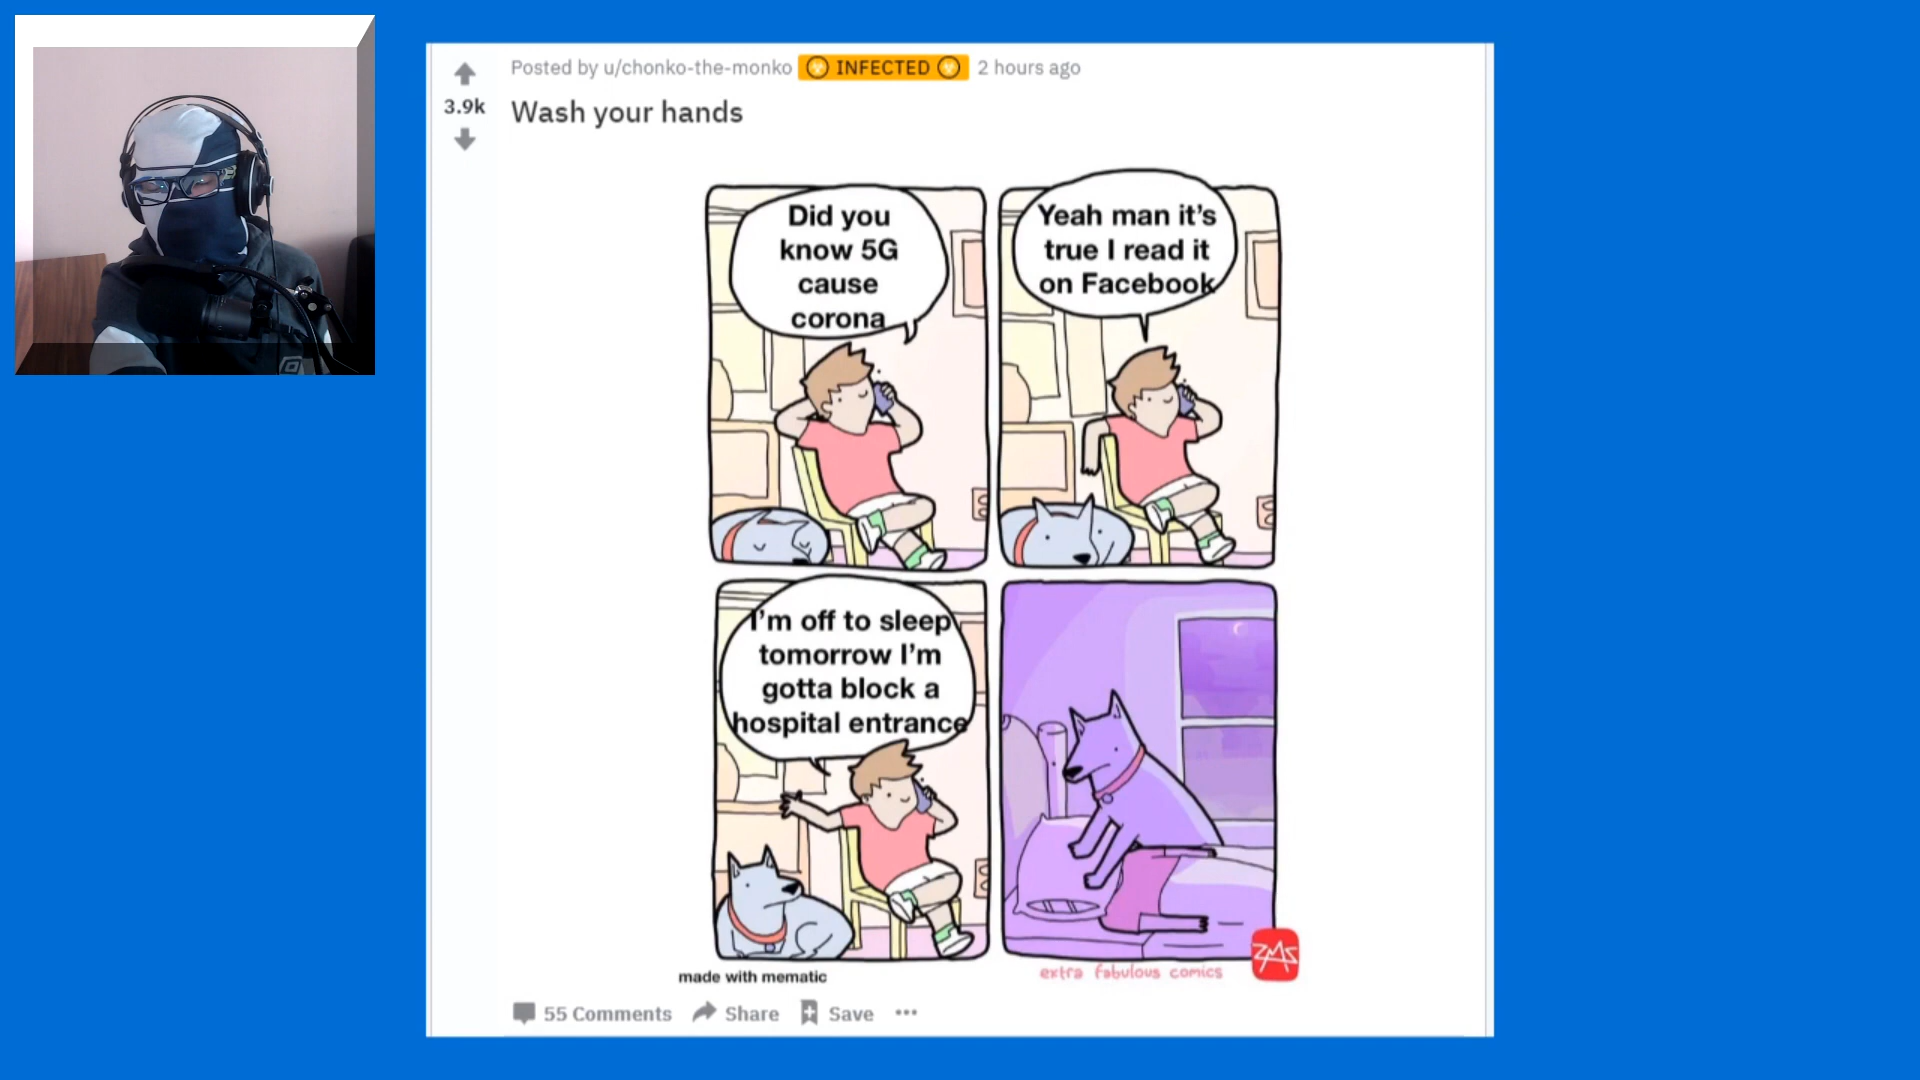 Posted by u/chonko-the-monko INFECTED 2 hours ago
3.9k
Wash your hands
Did you
know 5G
cause
corona
Yeah man it's
true I read it
on Facebook
I'm off to sleep
tomorrow I'm
gotta block a
hospital entrance
made with mematic
extra fabulous comics
ZMS
55 Comments Share Save